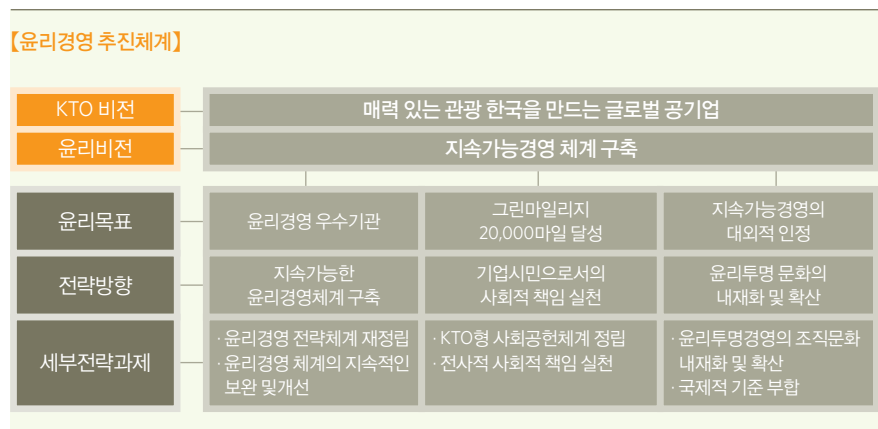 【윤리경영 추진체계】
KTO 비전
매력 있는 관광 한국을 만드는 글로벌 공기업
윤리비전
지속가능경영 체계 구축
윤리목표
윤리경영 우수기관
그린마일리지
20,000마일 달성
지속가능경영의
대외적 인정
전략방향
지속가능한
윤리경영체계 구축
기업시민으로서의
사회적 책임 실천
윤리투명 문화의
내재화 및 확산
세부전략과제
· 윤리경영 전략체계 재정립
· 윤리경영 체계의 지속적인
보완 및개선
· KTO형 사회공헌체계 정립
· 전사적 사회적 책임 실천
· 윤리투명경영의 조직문화
내재화 및 확산
· 국제적 기준 부합